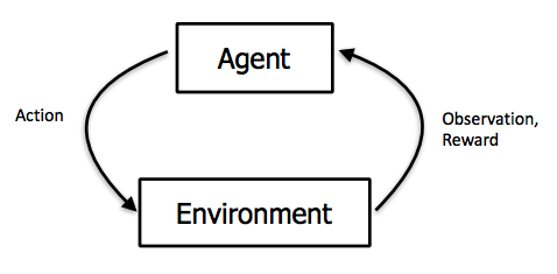 Agent
Action
Observation,
Reward
Environment